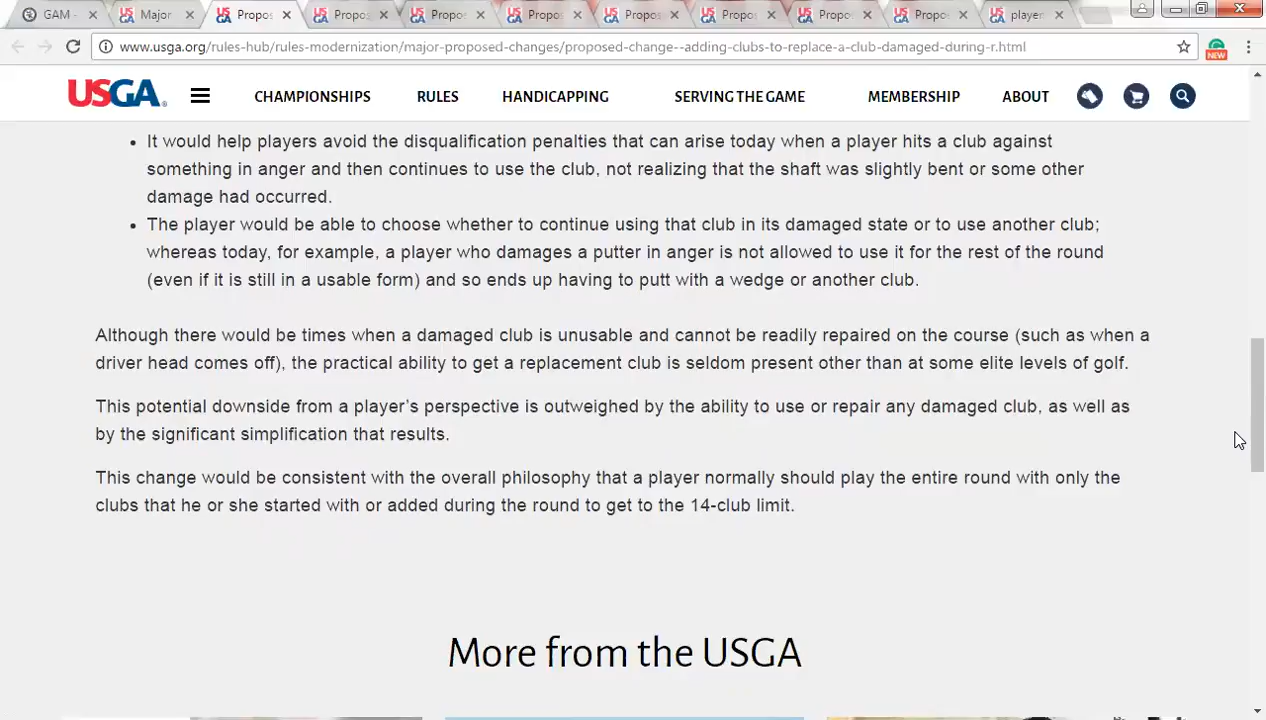 GAM -
Major
Propos
Propos
Propo
Propos
Propos
Propo
Propo
Propo
player
www.usga.org/rules-hub/rules-modernization/major-proposed-changes/proposed-change--adding-clubs-to-replace-a-club-damaged-during-r.html
NEW
USGA
CHAMPIONSHIPS RULES HANDICAPPING SERVING THE GAME MEMBERSHIP ABOUT
• It would help players avoid the disqualification penalties that can arise today when a player hits a club against
something in anger and then continues to use the club, not realizing that the shaft was slightly bent or some other
damage had occurred.
• The player would be able to choose whether to continue using that club in its damaged state or to use another club;
whereas today, for example, a player who damages a putter in anger is not allowed to use it for the rest of the round
(even if it is still in a usable form) and so ends up having to putt with a wedge or another club.
Although there would be times when a damaged club is unusable and cannot be readily repaired on the course (such as when a
driver head comes off), the practical ability to get a replacement club is seldom present other than at some elite levels of golf.
This potential downside from a player's perspective is outweighed by the ability to use or repair any damaged club, as well as
by the significant simplification that results.
This change would be consistent with the overall philosophy that a player normally should play the entire round with only the
clubs that he or she started with or added during the round to get to the 14-club limit.
More from the USGA